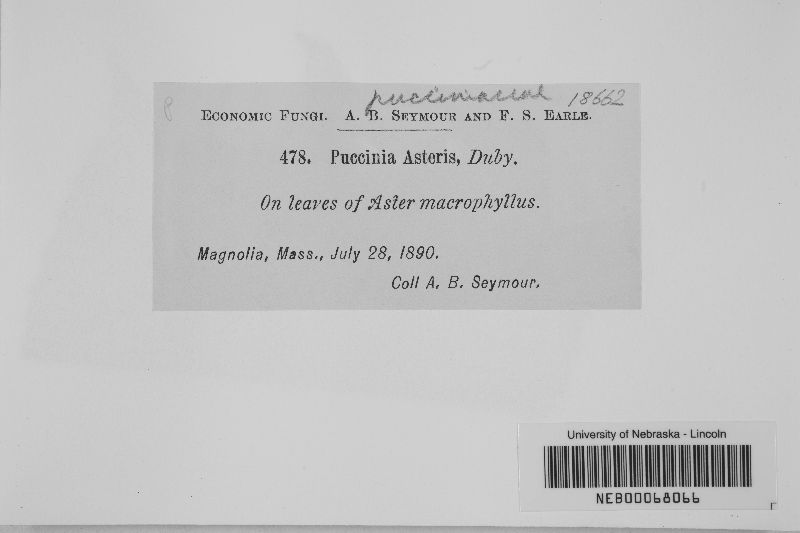 pucciniaceae 18662
ECONOMIC FUNGI. A. B. SEYMOUR AND F. S. EARLE.
478. Puccinia Asteris, Duby.
On leaves of Aster macrophyllus.
Magnolia, Mass., July 28, 1890.
Coll A. B. Seymour.
University of Nebraska - Lincoln
NEB00068066